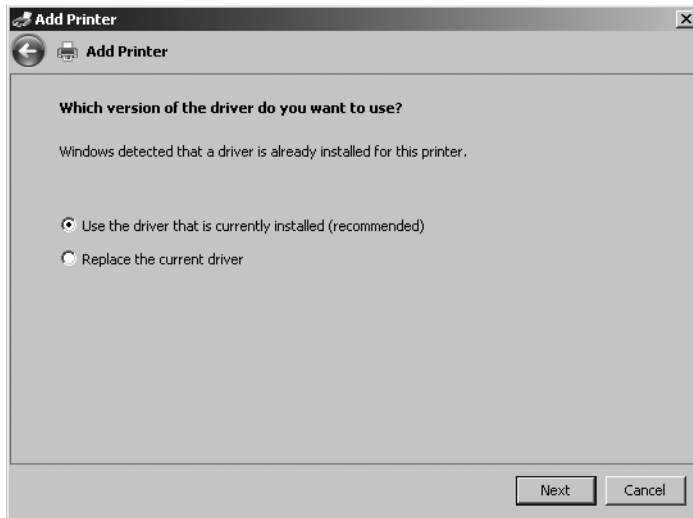 Add Printer
Add Printer
Which version of the driver do you want to use?
Windows detected that a driver is already installed for this printer.
Use the driver that is currently installed (recommended)
Replace the current driver
Next Cancel